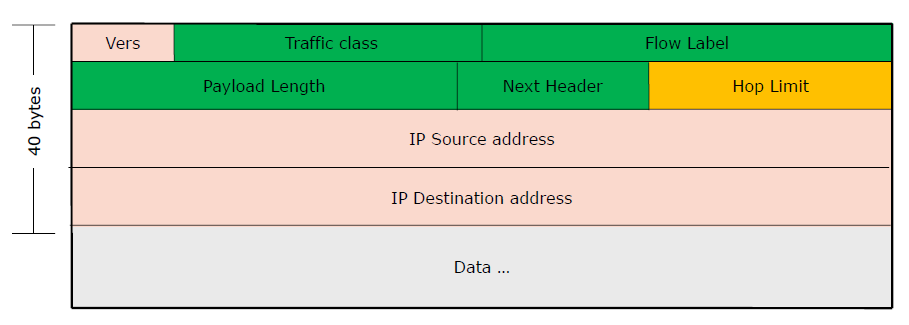 Vers
Traffic class
Flow Label
Payload Length
Next Header
Hop Limit
40 bytes
IP Source address
IP Destination address
Data ...